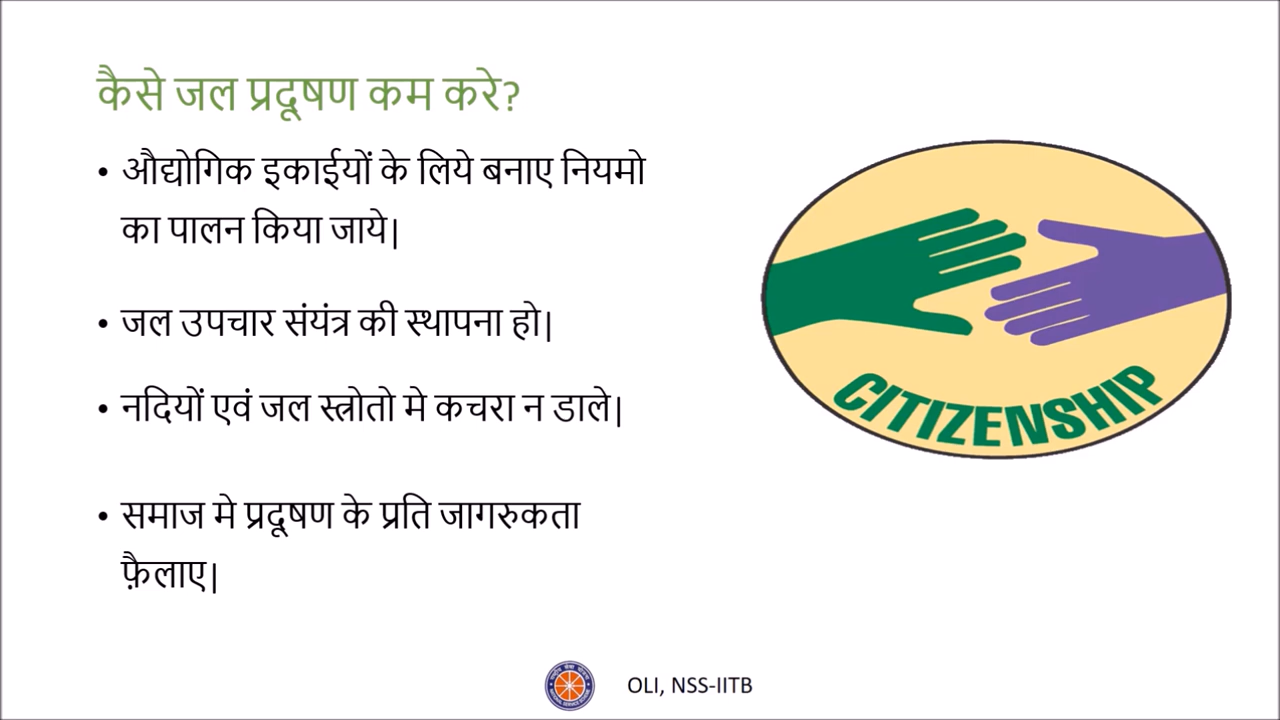 कैसे जल प्रदूषण कम करे?
• औद्योगिक इकाईयों के लिये बनाए नियमो
का पालन किया जाये|
• जल उपचार संयंत्र की स्थापना हो|
• नदियों एवं जल स्त्रोतो मे कचरा न डाले|
• समाज मे प्रदूषण के प्रति जागरुकता
फ़ैलाए|
CITIZENSHIP
OLI, NSS-IITB